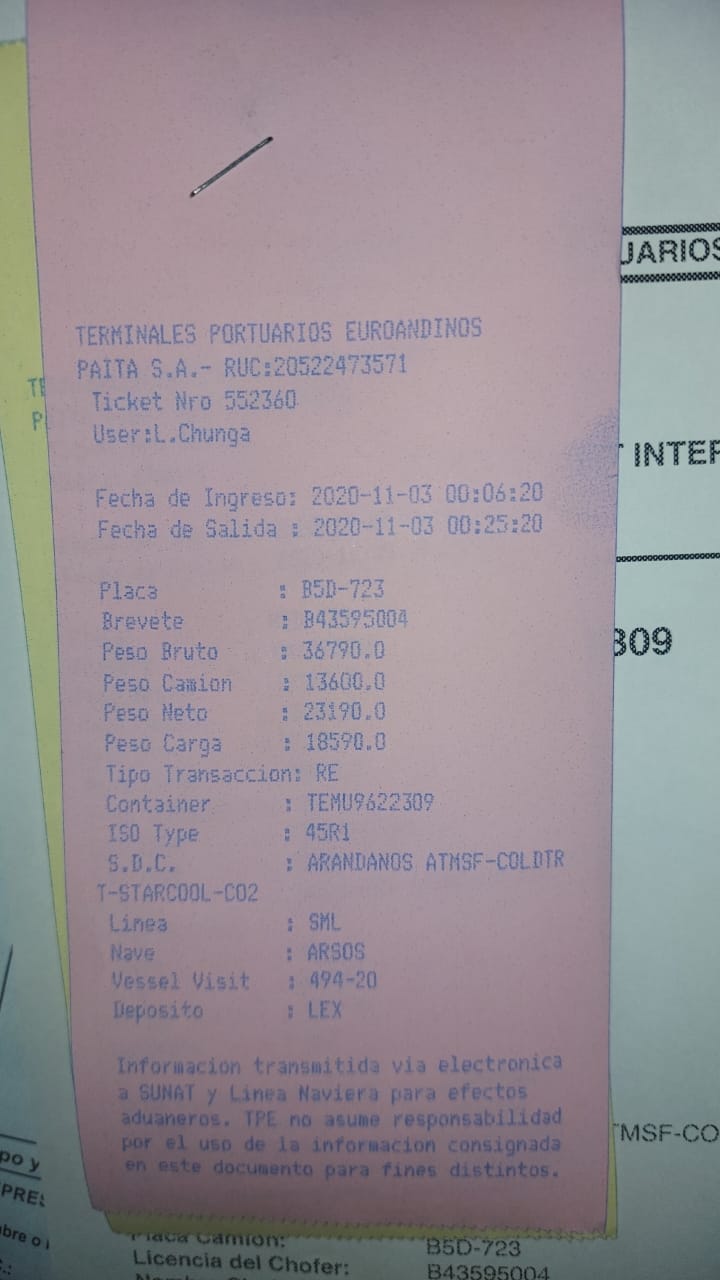 TERMINALES PORTUARIOS EUROANDINOS
PAITA S.A.- RUC:20522473571
Ticket Nro 552360
User:L.Chunga
Fecha de Ingreso: 2020-11-03 00:06:20
Fecha de Salida : 2020-11-03 00:25:20
Placa : B5D-723
Brevete : B43595004
Peso Bruto : 36790.0
Peso Camion : 13600.0
Peso Neto : 23190.0
Peso Carga : 18590.0
Tipo Transaccion: RE
Container : TEMU9622309
ISO Type : 45R1
S.D.C. : ARANDANOS ATMSF-COLDTR
T-STARCOOL-CO2
Linea : SML
Nave : ARSOS
Vessel Visit : 494-20
Deposito : LEX
Informacion transmitida via electronica
a SUNAT y Linea Naviera para efectos
aduaneros. TPE no asume responsabilidad
por el uso de la informacion consignada
en este documento para fines distintos.
UARIOS
INTER
309
TMSF-CO
po y
PRES
bre o
Placa Camion: B5D-723
Licencia del Chofer: B43595004